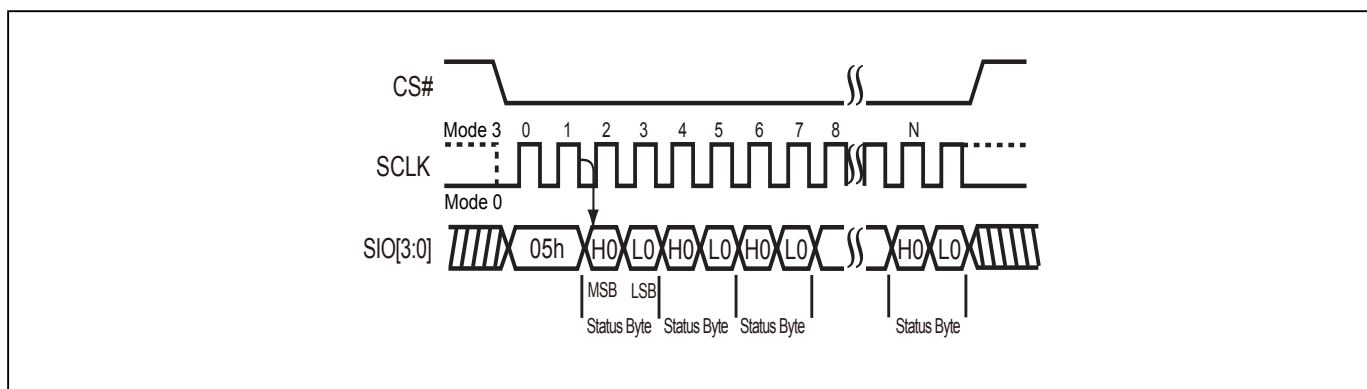 CS#
Mode 3 0 1 2 3 4 5 6 7 8 N
SCLK
Mode 0
SIO[3:0] 05h H0 L0 H0 L0 H0 L0 H0 L0
MSB LSB
Status Byte Status Byte Status Byte Status Byte